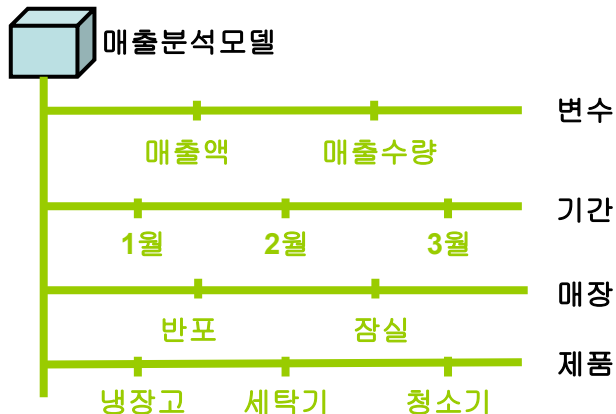 매출분석모델
변수
매출액 매출수량
기간
1월 2월 3월
매장
반포 잠실
제품
냉장고 세탁기 청소기